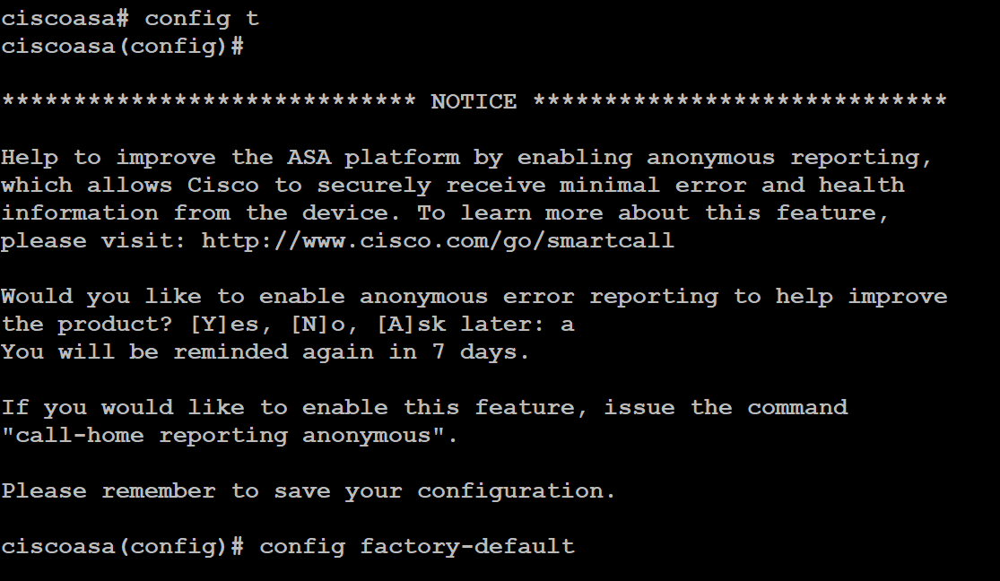 ciscoasa# config t
ciscoasa(config)#
***************************** NOTICE *****************************
Help to improve the ASA platform by enabling anonymous reporting,
which allows Cisco to securely receive minimal error and health
information from the device. To learn more about this feature,
please visit: http://www.cisco.com/go/smartcall
Would you like to enable anonymous error reporting to help improve
the product? [Y]es, [N]o, [A]sk later: a
You will be reminded again in 7 days.
If you would like to enable this feature, issue the command
"call-home reporting anonymous".
Please remember to save your configuration.
ciscoasa(config)# config factory-default